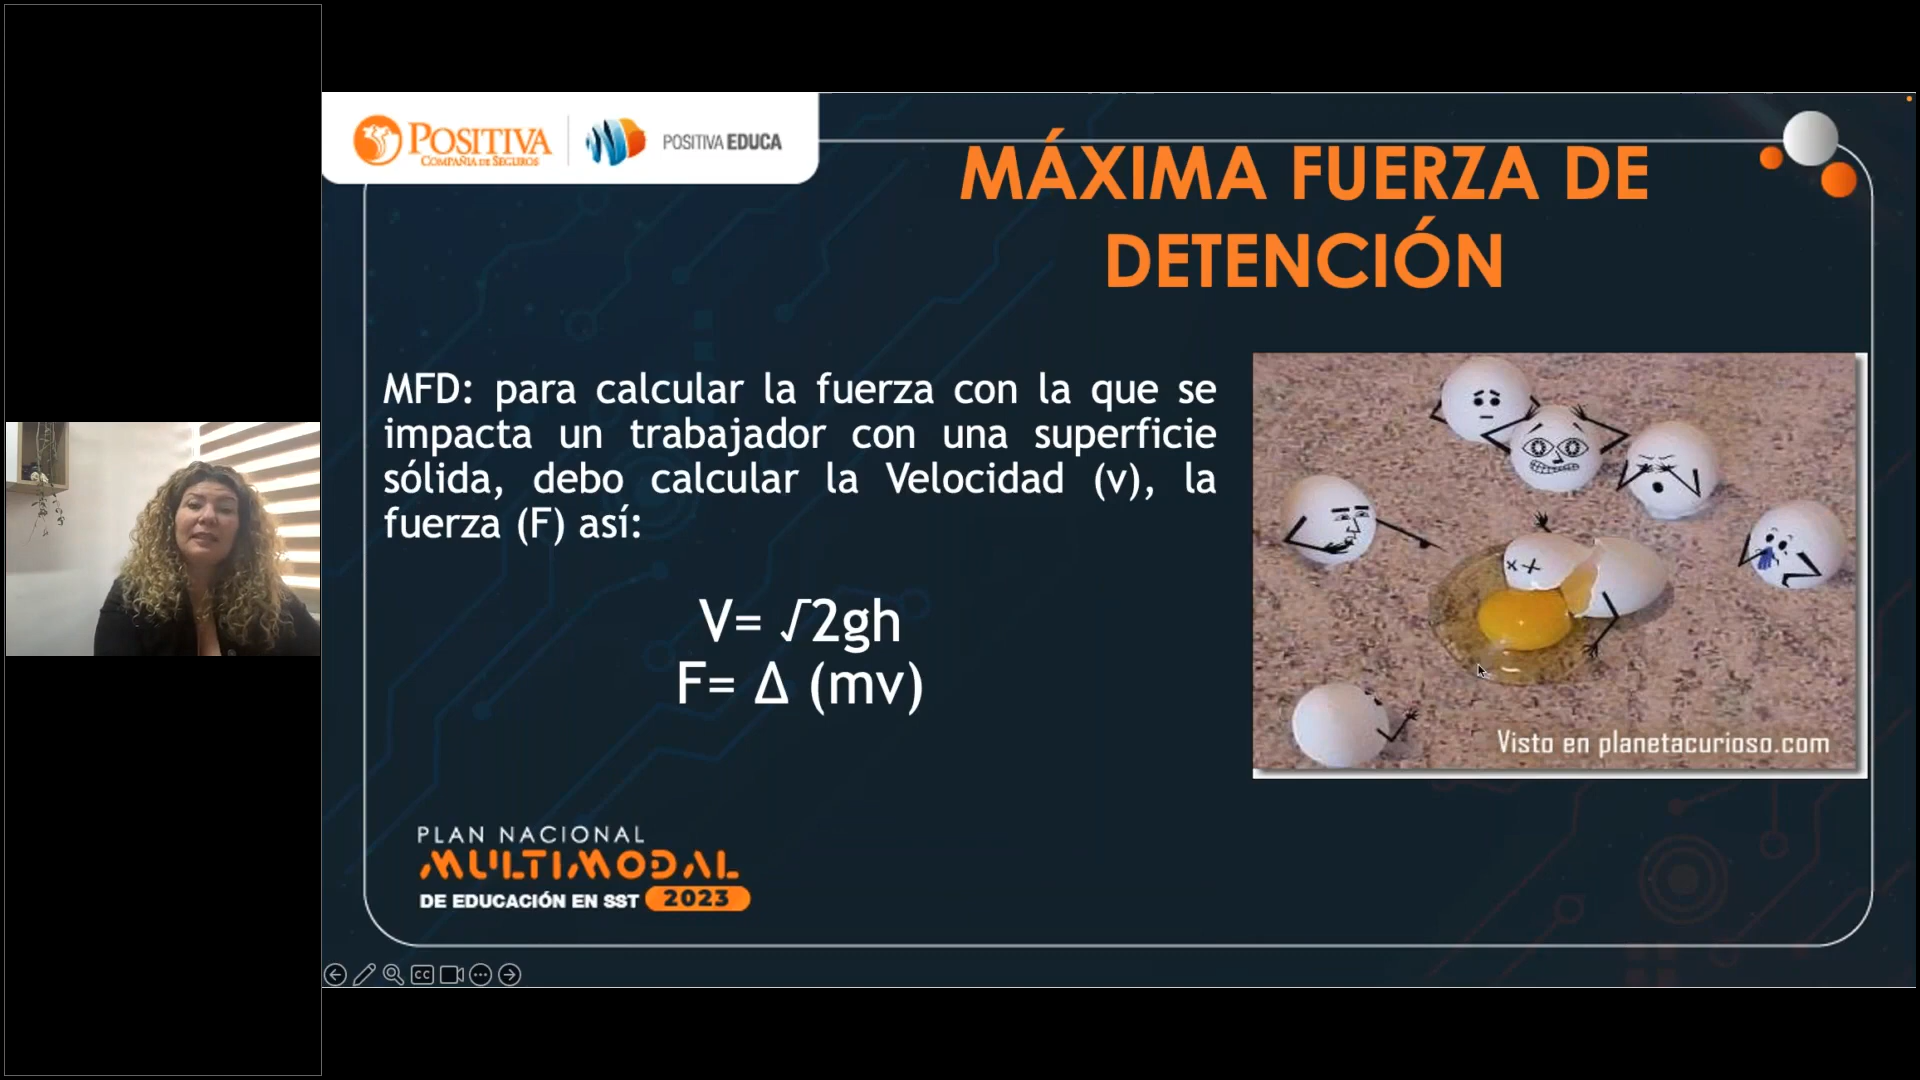 POSITIVA
COMPAÑÍA DE SEGUROS
POSITIVA EDUCA
MÁXIMA FUERZA DE
DETENCIÓN
MFD: para calcular la fuerza con la que se
impacta un trabajador con una superficie
sólida, debo calcular la Velocidad (v), la
fuerza (F) así:
V= √2gh
F= Δ (mv)
Visto en planetacurioso.com
PLAN NACIONAL
MULTIMODAL
DE EDUCACIÓN EN SST 2023
CC